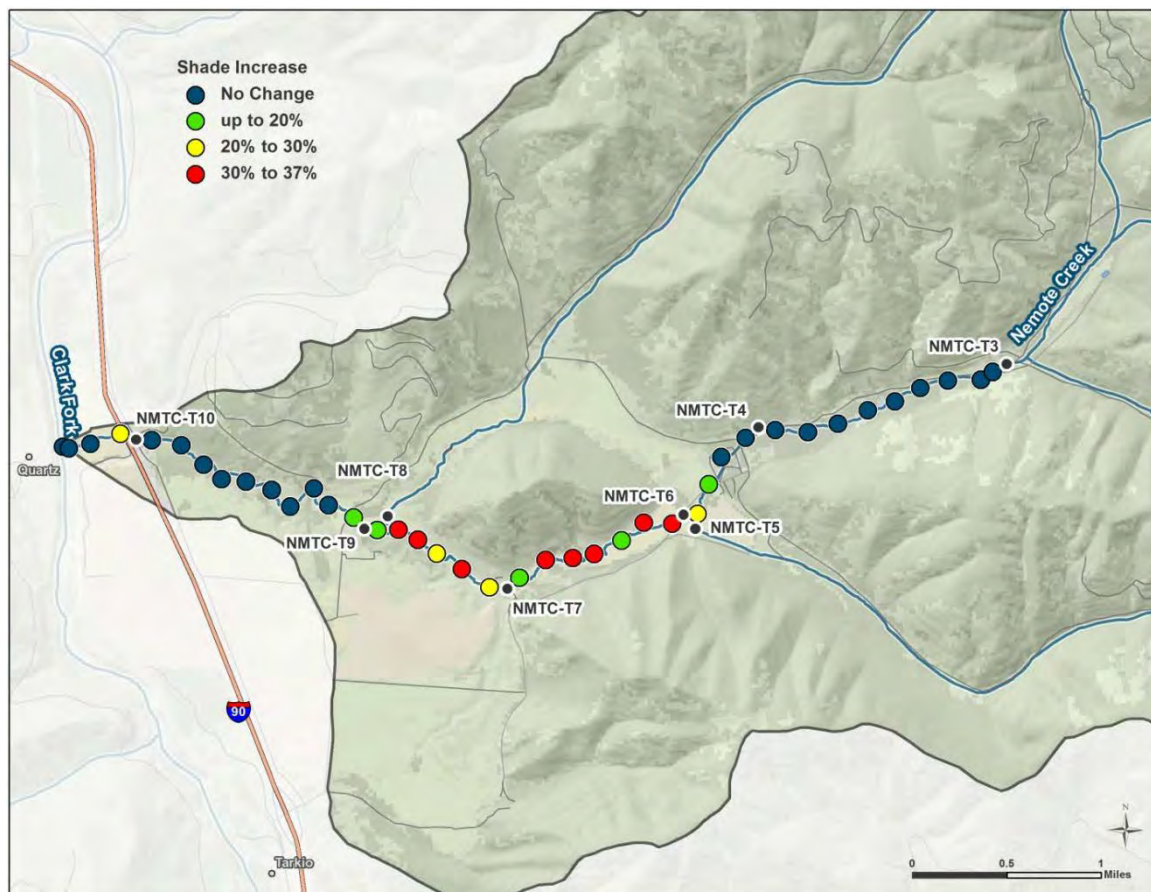 Shade Increase
No Change
up to 20%
20% to 30%
30% to 37%
Nemote Creek
NMTC-T3
Clark Fork
NMTC-T10
NMTC-T4
Quartz
NMTC-T8
NMTC-T6
NMTC-T9
NMTC-T5
NMTC-T7
90
N
Tarkio
0 0.5 1
Miles